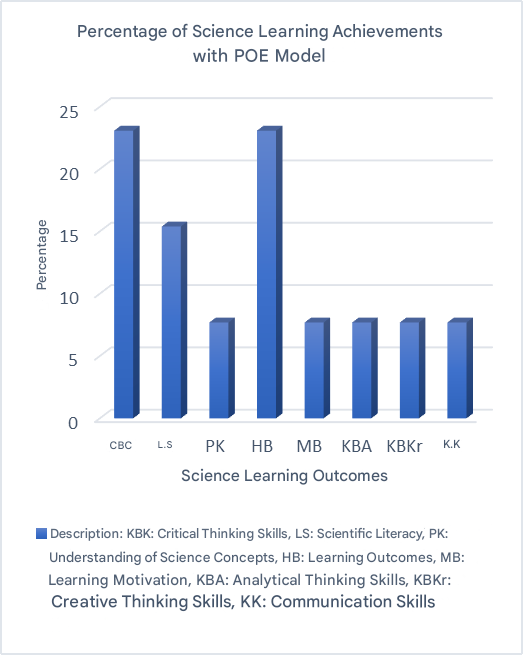 Percentage of Science Learning Achievements
with POE Model
25
20
15
10
5
0
Percentage
CBC L.S PK HB MB KBA KBKr K.K
Science Learning Outcomes
Description: KBK: Critical Thinking Skills, LS: Scientific Literacy, PK:
Understanding of Science Concepts, HB: Learning Outcomes, MB:
Learning Motivation, KBA: Analytical Thinking Skills, KBKr:
Creative Thinking Skills, KK: Communication Skills